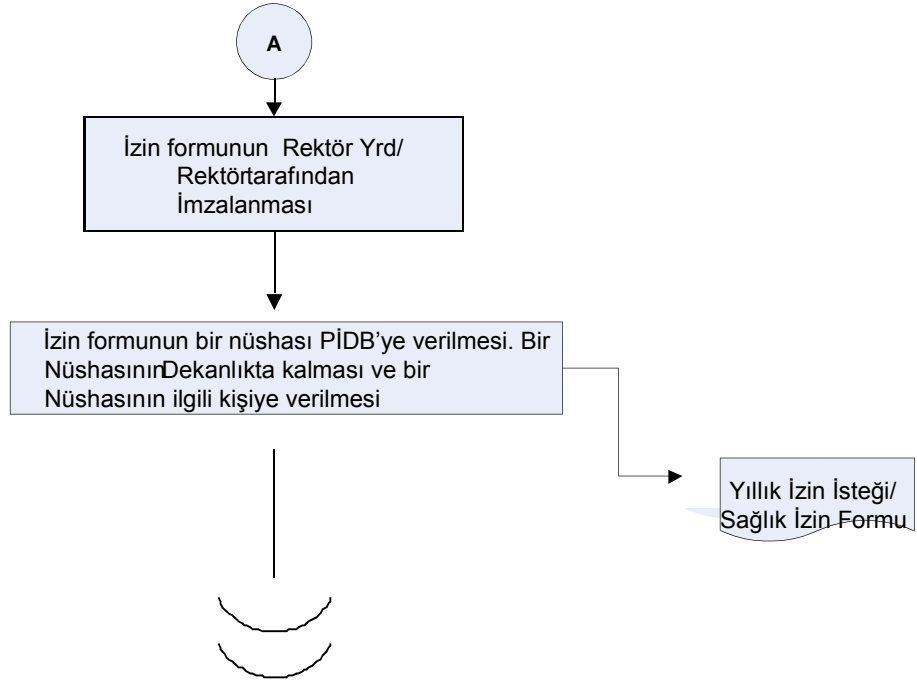 A
İzin formunun Rektör Yrd/
Rektörtarafından
İmzalanması
İzin formunun bir nüshası PİDB’ye verilmesi. Bir
NüshasınınDekanlıkta kalması ve bir
Nüshasının ilgili kişiye verilmesi
Yıllık İzin İsteği/
Sağlık İzin Formu